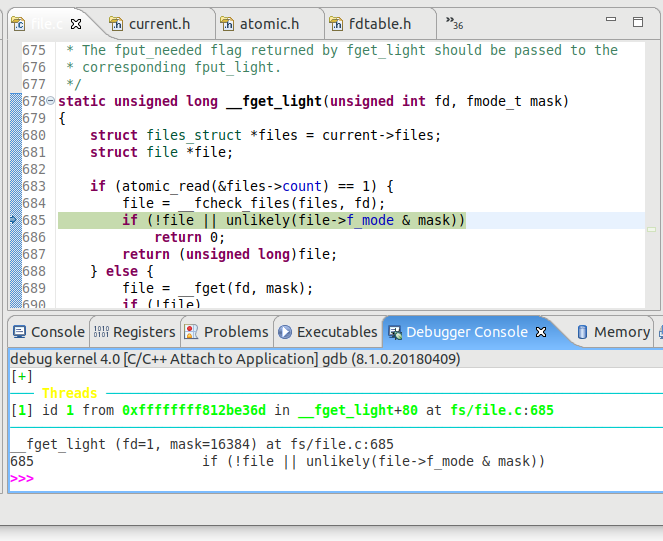 file.c current.h atomic.h fdtable.h »36
675 * The fput_needed flag returned by fget_light should be passed to the
676 * corresponding fput_light.
677 */
678 static unsigned long __fget_light(unsigned int fd, fmode_t mask)
679 {
680 struct files_struct *files = current->files;
681 struct file *file;
682
683 if (atomic_read(&files->count) == 1) {
684 file = __fcheck_files(files, fd);
685 if (!file || unlikely(file->f_mode & mask))
686 return 0;
687 return (unsigned long)file;
688 } else {
689 file = __fget(fd, mask);
690 if (!file)
Console Registers Problems Executables Debugger Console Memory
debug kernel 4.0 [C/C++ Attach to Application] gdb (8.1.0.20180409)
[+]
Threads
[1] id 1 from 0xffffffff812be36d in __fget_light+80 at fs/file.c:685
__fget_light (fd=1, mask=16384) at fs/file.c:685
685 if (!file || unlikely(file->f_mode & mask))
>>>